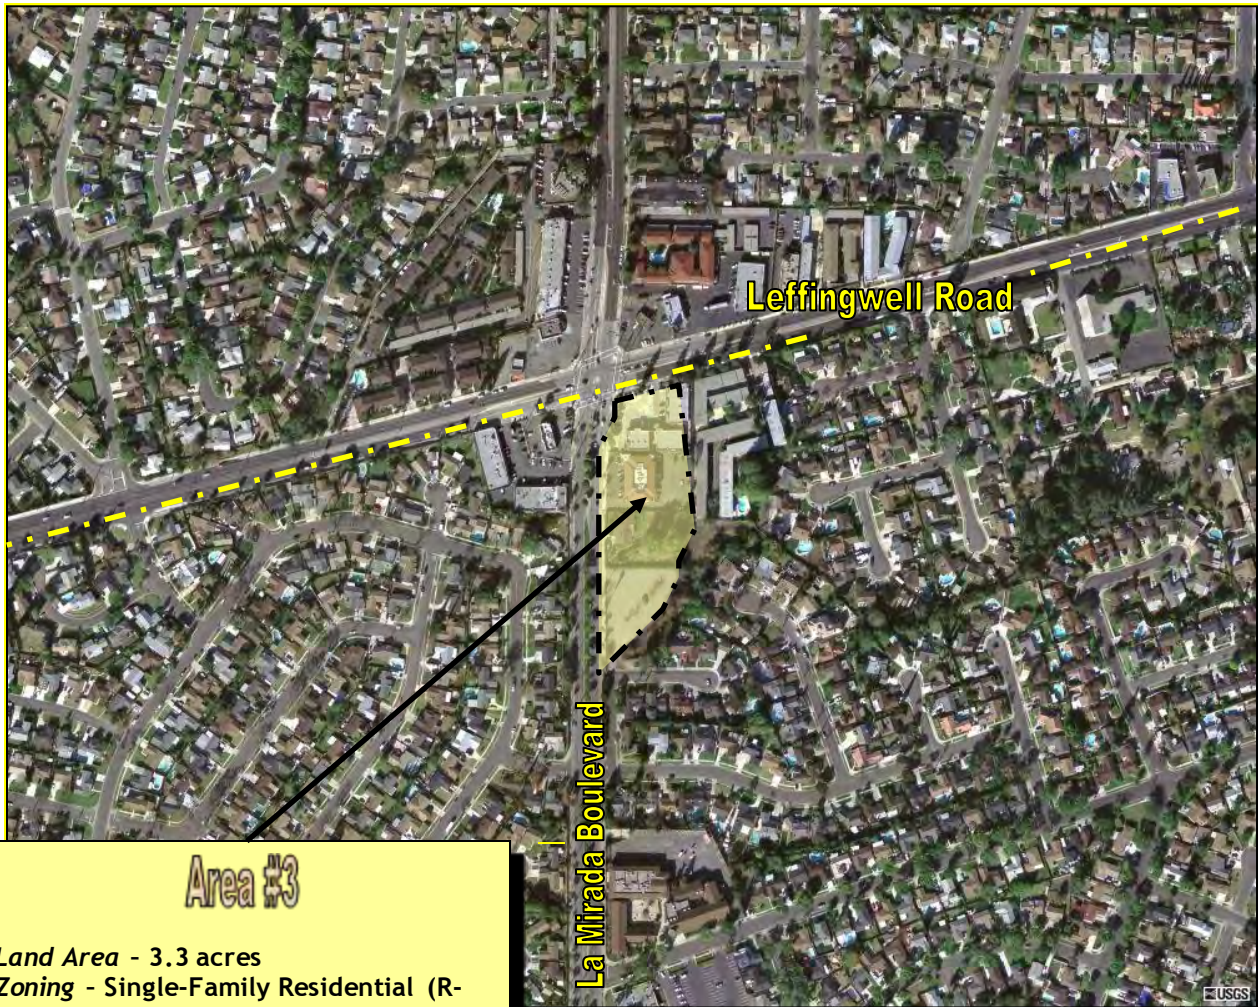 Leffingwell Road
La Mirada Boulevard
Area #3
Land Area – 3.3 acres
Zoning – Single-Family Residential (R-
USGS